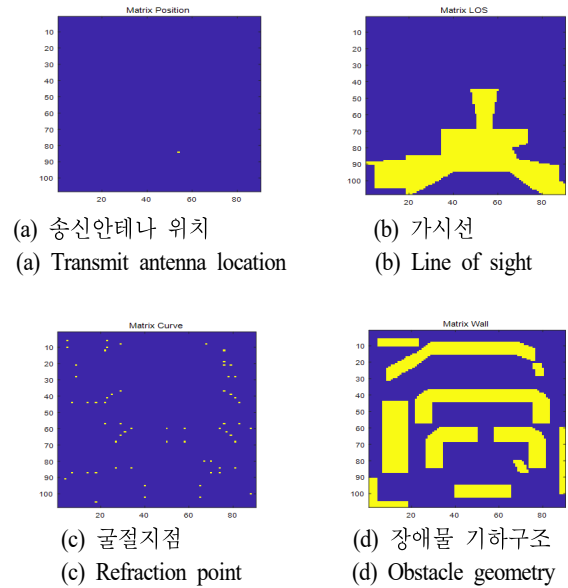 Matrix Position
10
20
30
40
50
60
70
80
90
100
20 40 60 80
(a) 송신안테나 위치
(a) Transmit antenna location
Matrix LOS
10
20
30
40
50
60
70
80
90
100
20 40 60 80
(b) 가시선
(b) Line of sight
Matrix Curve
10
20
30
40
50
60
70
80
90
100
20 40 60 80
(c) 굴절지점
(c) Refraction point
Matrix Wall
10
20
30
40
50
60
70
80
90
100
20 40 60 80
(d) 장애물 기하구조
(d) Obstacle geometry